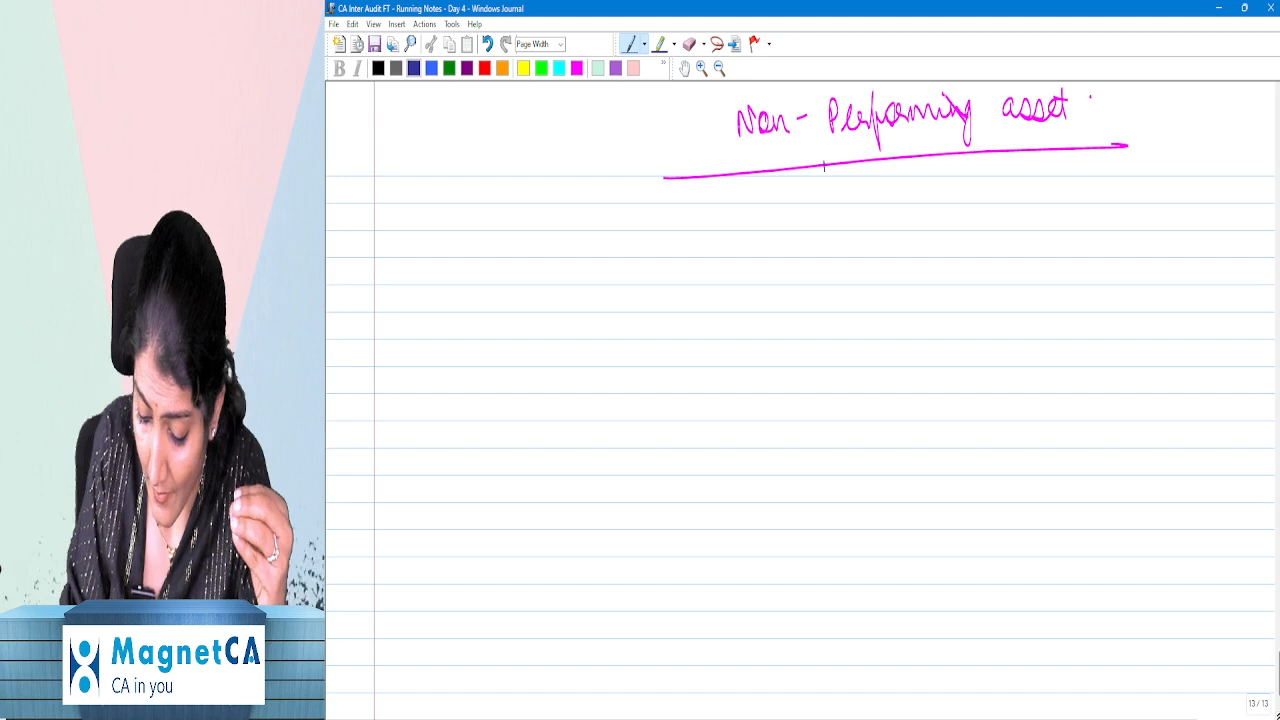 CA Inter Audit FT - Running Notes - Day 4 - Windows Journal
File Edit View Insert Actions Tools Help
Page Width
B I
Non- Performing asset
MagnetCA
CA in you
13 / 13